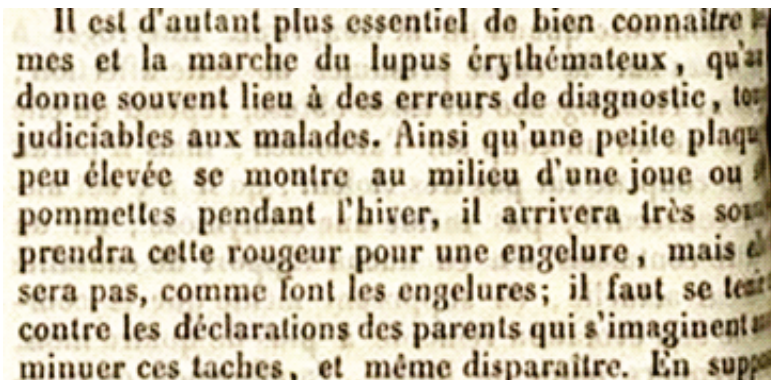 Il est d'autant plus essentiel de bien connaître
mes et la marche du lupus érythémateux, qu'
donne souvent lieu à des erreurs de diagnostic,
judiciables aux malades. Ainsi qu'une petite plaqu
peu élevée se montre au milieu d'une joue ou
pommettes pendant l'hiver, il arrivera très
prendra cette rougeur pour une engelure, mais
sera pas, comme font les engelures; il faut se
contre les déclarations des parents qui s'imaginent
minuer ces taches, et même disparaître. En